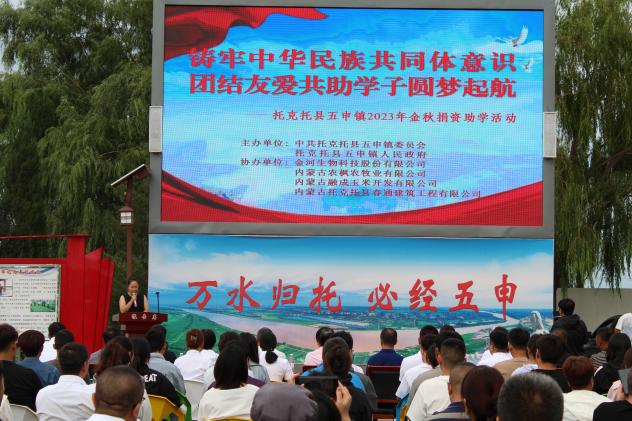 铸牢中华民族共同体意识
团结友爱共助学子圆梦起航
——托克托县五申镇2023年金秋捐资助学活动
主办单位：中共托克托县五申镇委员会
托克托县五申镇人民政府
协办单位：金河生物科技股份有限公司
内蒙古农枫农牧业有限公司
内蒙古融成玉米开发有限公司
内蒙古托克托县春通建筑工程有限公司
万水归托 必经五申